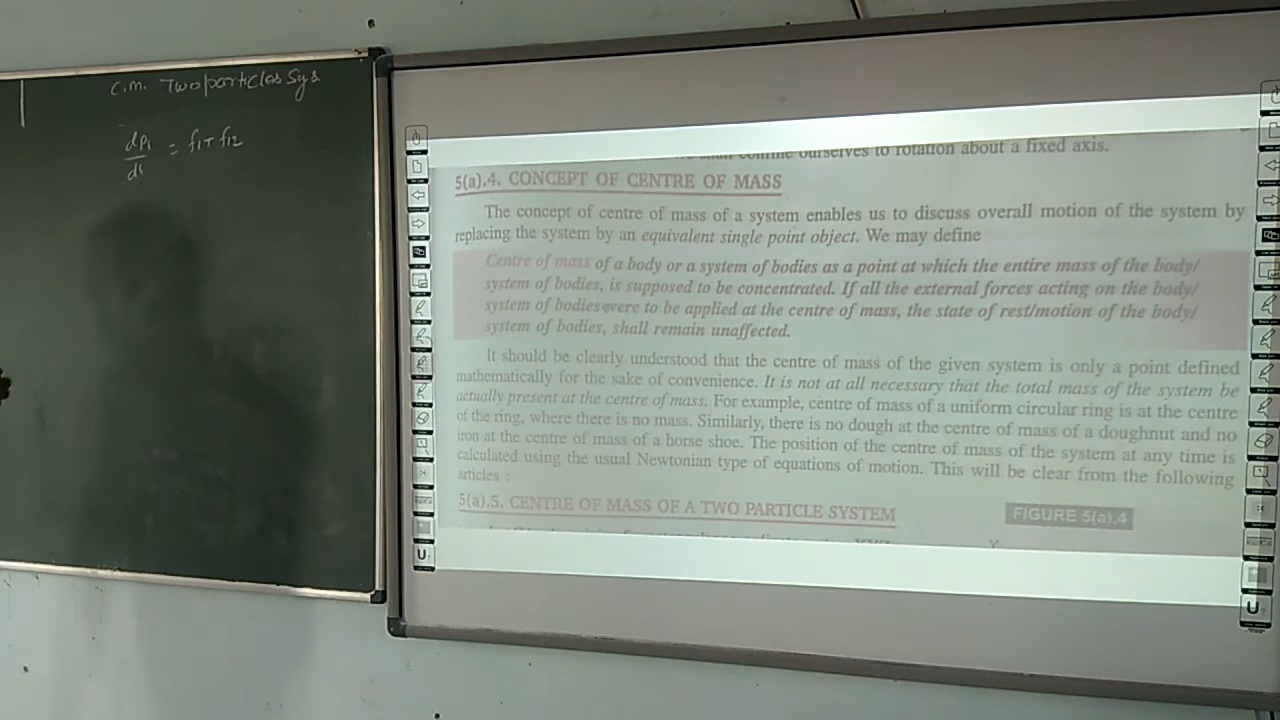 C.M. Two particles Sys.
dp1
dt
= f1+ f12
confine ourselves to rotation about a fixed axis.
5(a).4. CONCEPT OF CENTRE OF MASS
The concept of centre of mass of a system enables us to discuss overall motion of the system by
replacing the system by an equivalent single point object. We may define
Centre of mass of a body or a system of bodies as a point at which the entire mass of the body/
system of bodies, is supposed to be concentrated. If all the external forces acting on the body/
system of bodies were to be applied at the centre of mass, the state of rest/motion of the body/
system of bodies, shall remain unaffected.
It should be clearly understood that the centre of mass of the given system is only a point defined
mathematically for the sake of convenience. It is not at all necessary that the total mass of the system be
actually present at the centre of mass. For example, centre of mass of a uniform circular ring is at the centre
of the ring, where there is no mass. Similarly, there is no dough at the centre of mass of a doughnut and no
iron at the centre of mass of a horse shoe. The position of the centre of mass of the system at any time is
calculated using the usual Newtonian type of equations of motion. This will be clear from the following
articles :
5(a).5. CENTRE OF MASS OF A TWO PARTICLE SYSTEM
FIGURE 5(a).4
Y